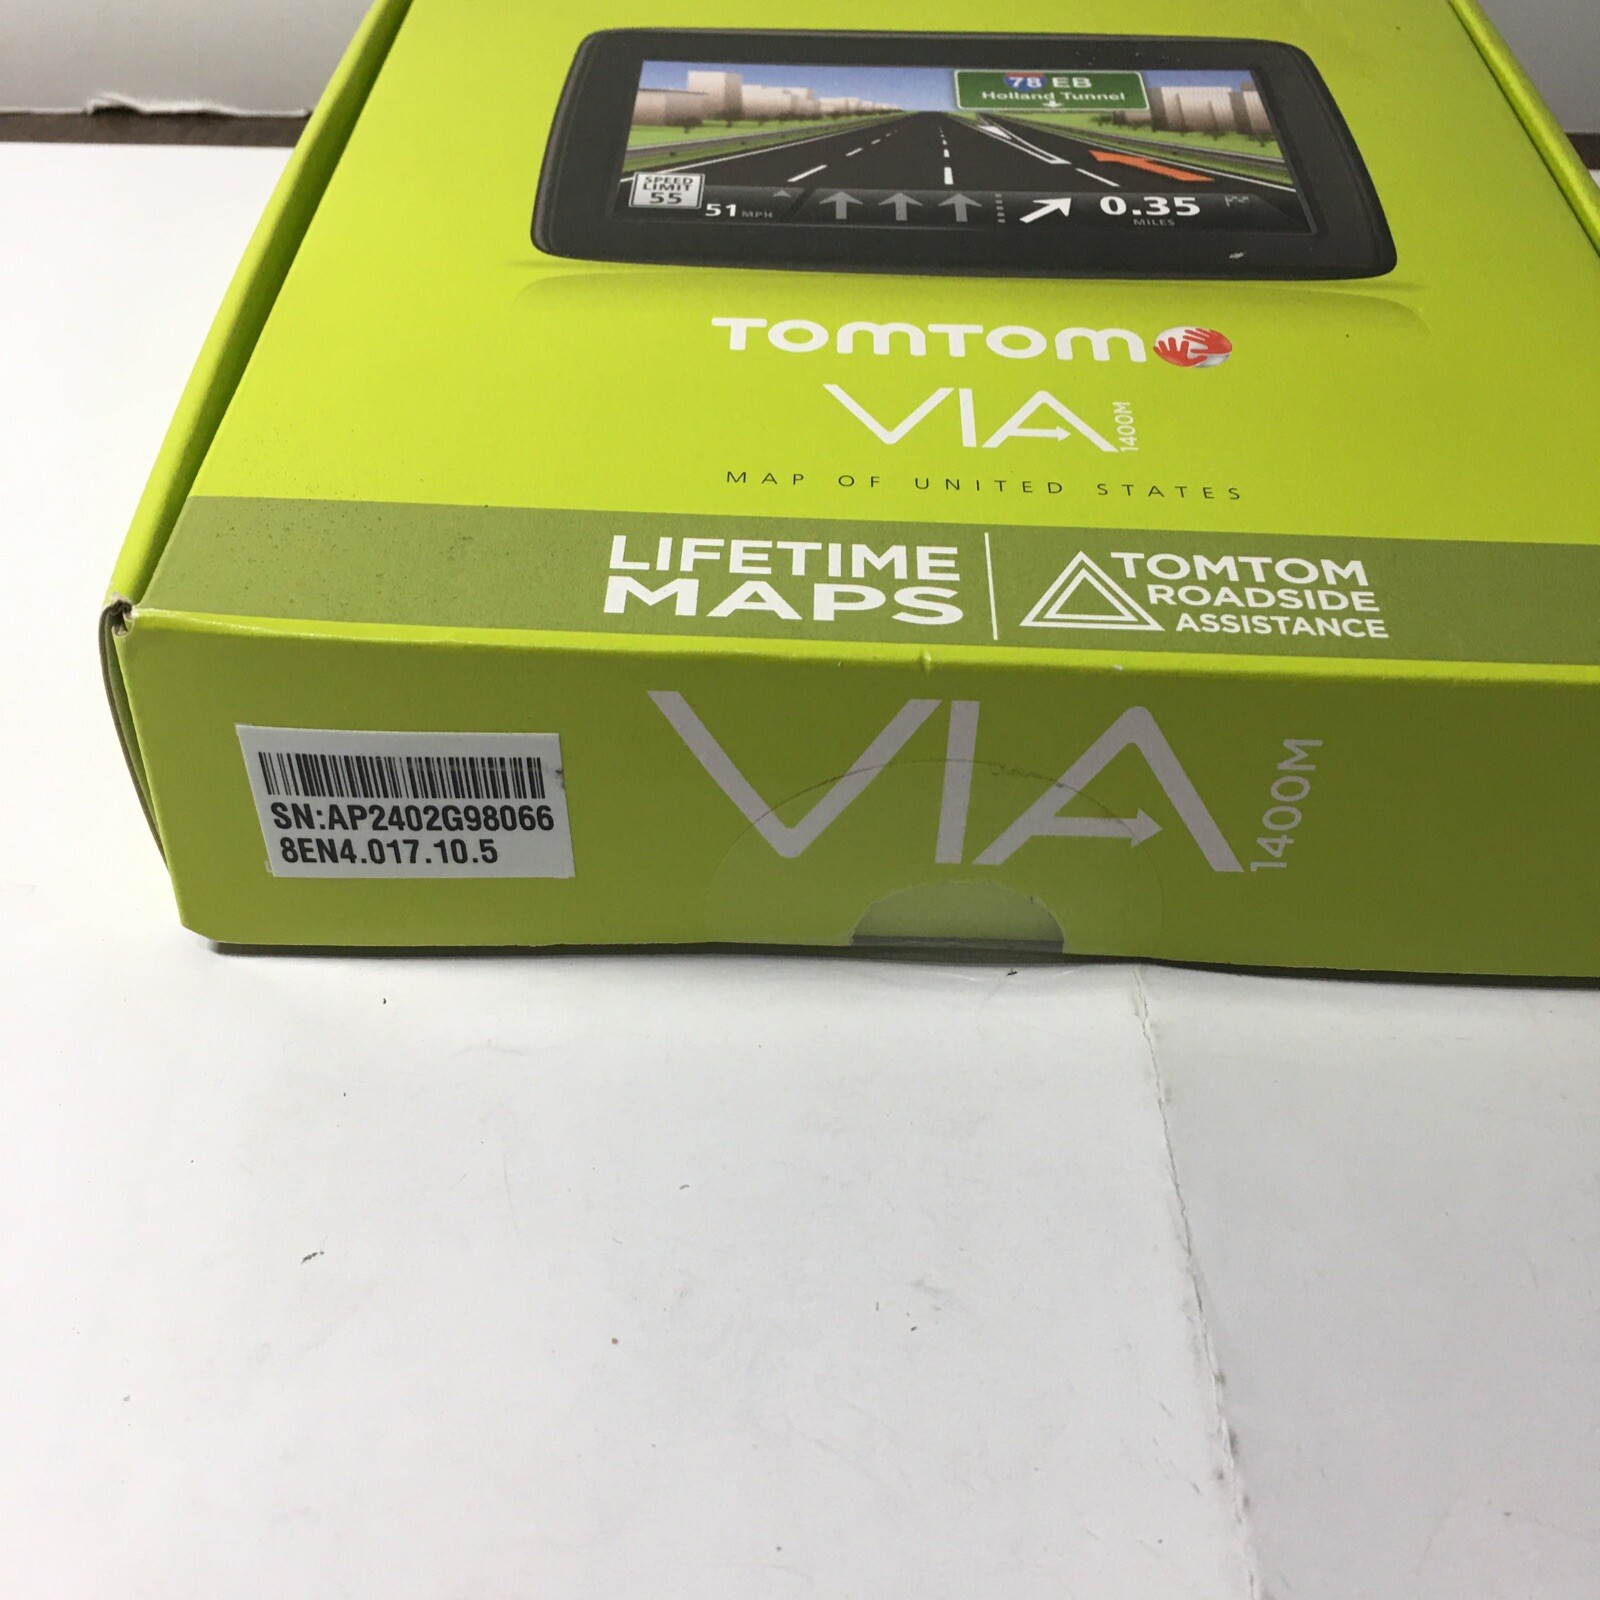 78 EB
Holland Tunnel
SPEED
LIMIT
55
51 MPH
0.35
MILES
TOMTOM
VIA 1400M
MAP OF UNITED STATES
LIFETIME
MAPS
TOMTOM
ROADSIDE
ASSISTANCE
SN:AP2402G98066
8EN4.017.10.5
VIA 1400M